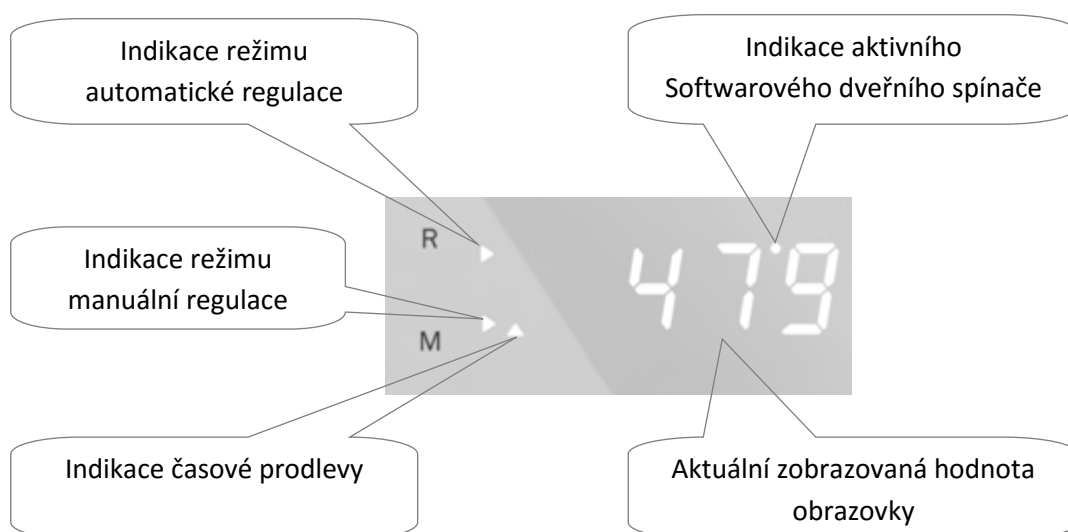 Indikace režimu
automatické regulace
Indikace aktivního
Softwarového dveřního spínače
R
479
Indikace režimu
manuální regulace
M
Indikace časové prodlevy
Aktuální zobrazovaná hodnota
obrazovky